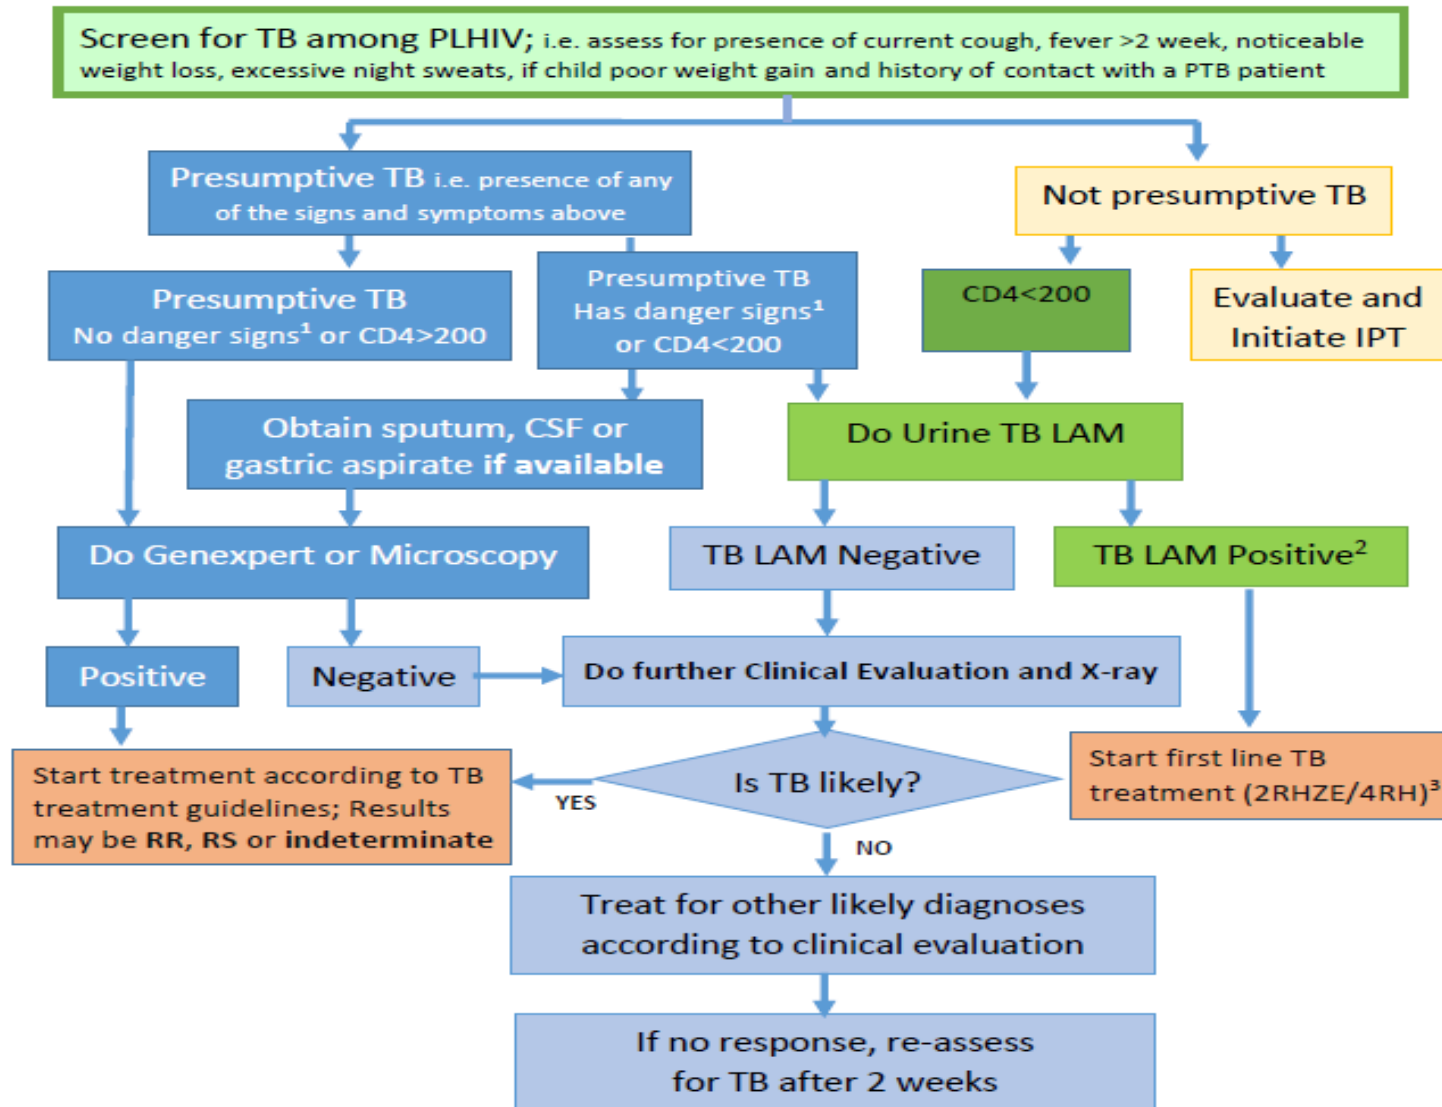 Screen for TB among PLHIV; i.e. assess for presence of current cough, fever >2 week, noticeable
weight loss, excessive night sweats, if child poor weight gain and history of contact with a PTB patient
Presumptive TB i.e. presence of any
of the signs and symptoms above
Not presumptive TB
Presumptive TB
No danger signs¹ or CD4>200
Presumptive TB
Has danger signs¹
or CD4<200
CD4<200
Evaluate and
Initiate IPT
Obtain sputum, CSF or
gastric aspirate if available
Do Urine TB LAM
Do Genexpert or Microscopy
TB LAM Negative
TB LAM Positive²
Positive
Negative
Do further Clinical Evaluation and X-ray
Start treatment according to TB
treatment guidelines; Results
may be RR, RS or indeterminate
YES
Is TB likely?
Start first line TB
treatment (2RHZE/4RH)³
NO
Treat for other likely diagnoses
according to clinical evaluation
If no response, re-assess
for TB after 2 weeks